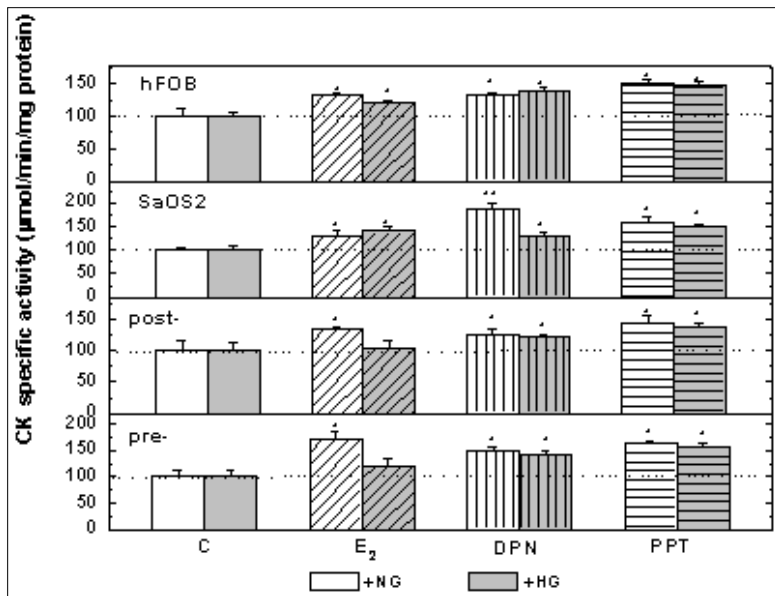 CK specific activity (µmol/min/mg protein)
hFOB
150
100
50
0
SaOS2
200
150
100
50
0
post-
150
100
50
0
pre-
200
150
100
50
0
C E₂ DPN PPT
+NG +HG